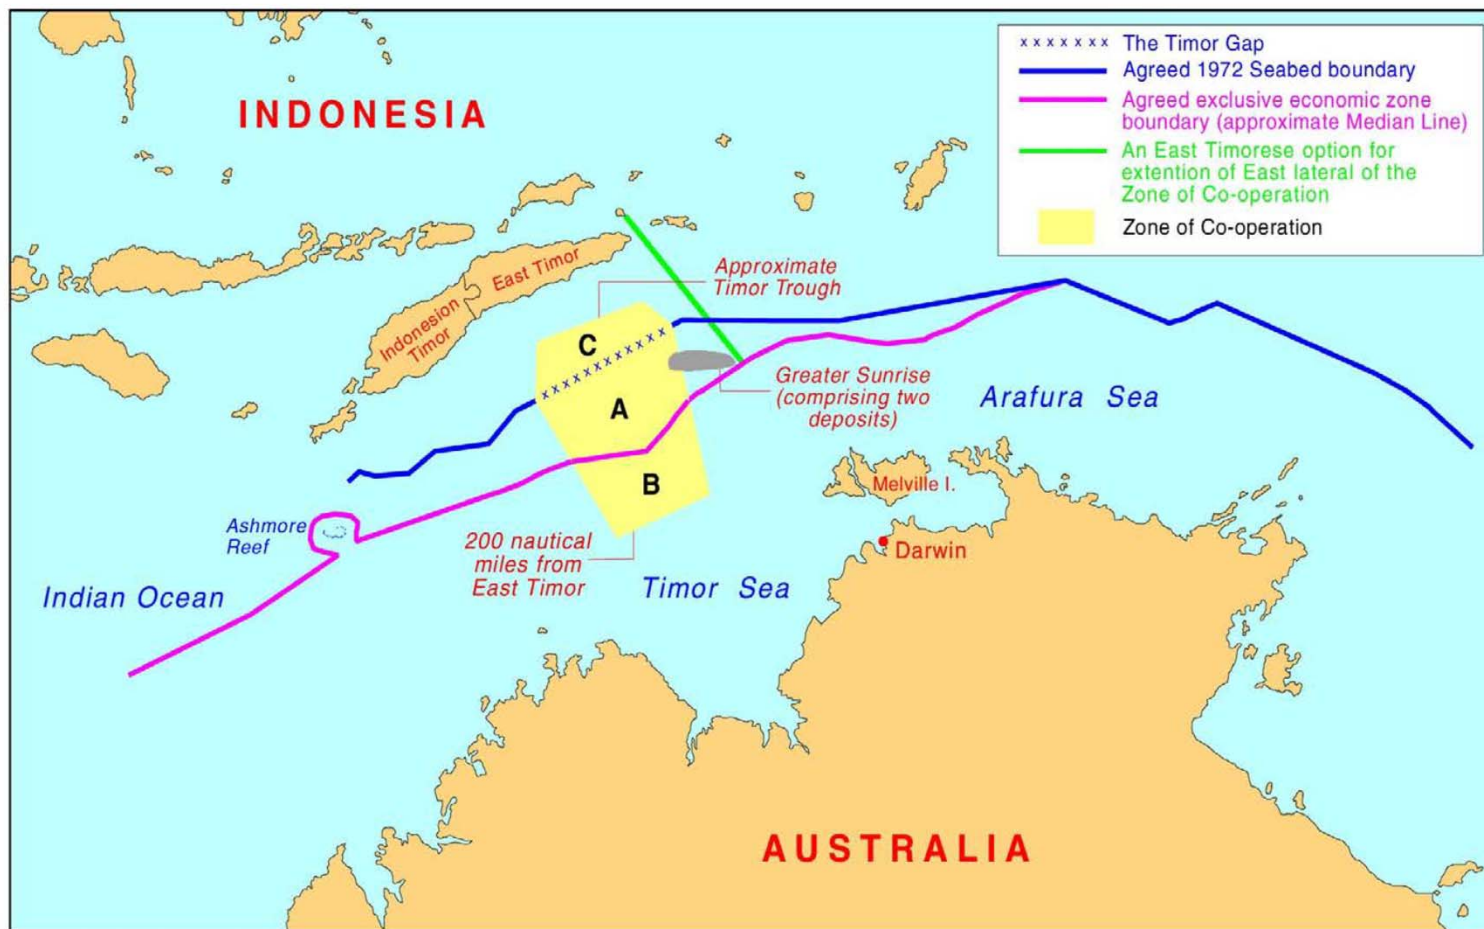 INDONESIA
x x x x x x x The Timor Gap
Agreed 1972 Seabed boundary
Agreed exclusive economic zone
boundary (approximate Median Line)
An East Timorese option for
extention of East lateral of the
Zone of Co-operation
Zone of Co-operation
East Timor
Indonesion
Timor
Approximate
Timor Trough
C
x x x x x x x x x x x x
A
B
Greater Sunrise
(comprising two
deposits)
Arafura Sea
Melville I.
Darwin
Ashmore
Reef
200 nautical
miles from
East Timor
Indian Ocean
Timor Sea
AUSTRALIA